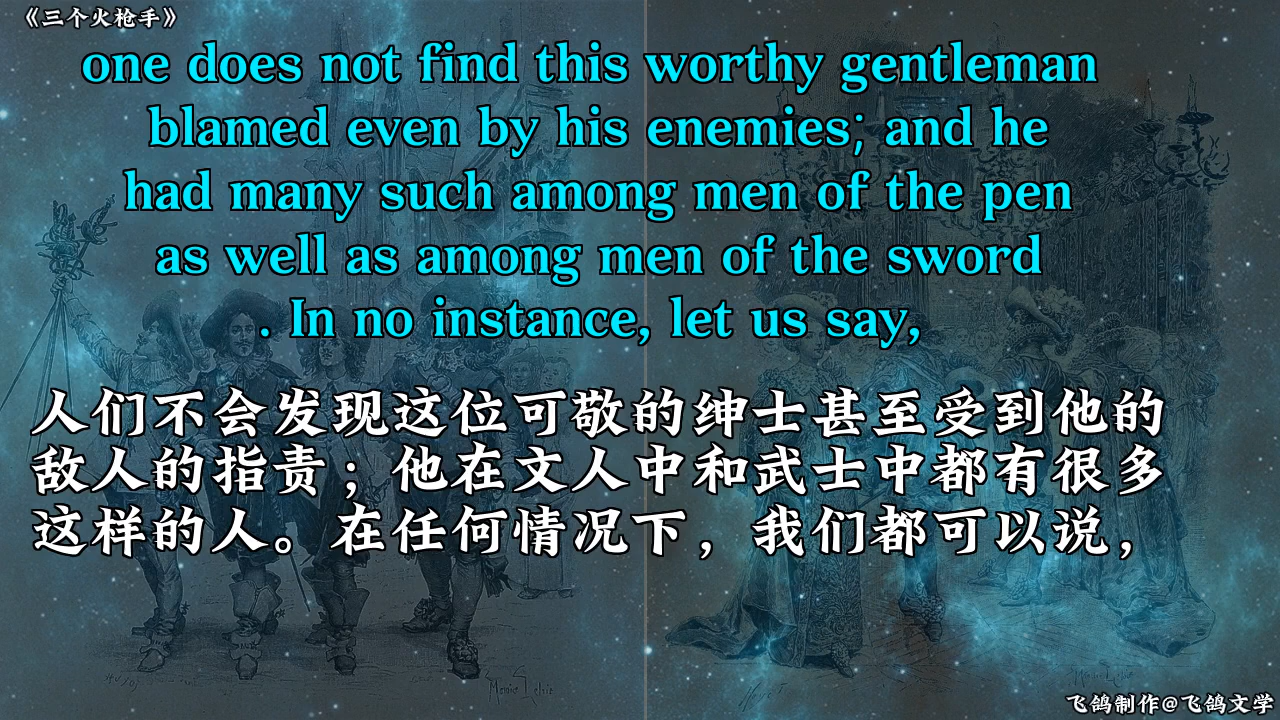 《三个火枪手》
one does not find this worthy gentleman
blamed even by his enemies; and he
had many such among men of the pen
as well as among men of the sword
. In no instance, let us say,
人们不会发现这位可敬的绅士甚至受到他的
敌人的指责；他在文人中和武士中都有很多
这样的人。在任何情况下，我们都可以说，
飞鸽制作@飞鸽文学